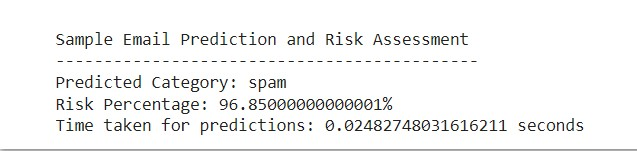 Sample Email Prediction and Risk Assessment
--------------------------------------------
Predicted Category: spam
Risk Percentage: 96.85000000000001%
Time taken for predictions: 0.02482748031616211 seconds